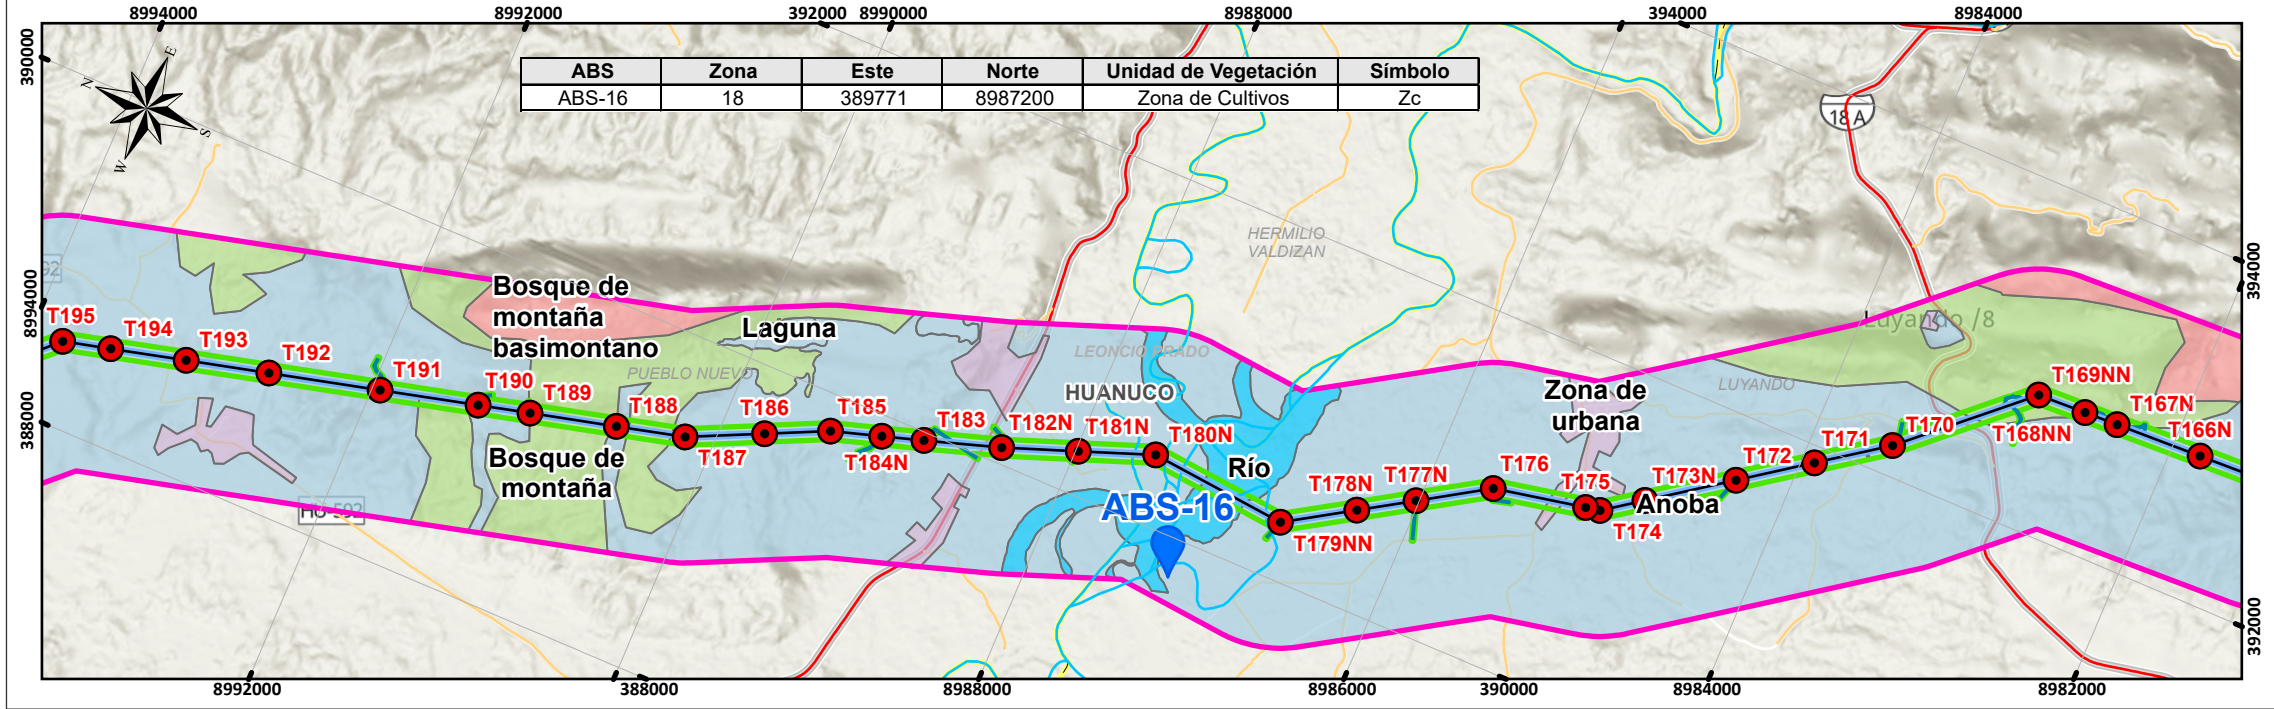 8994000 8992000 392000 8990000 8988000 394000 8984000
390000
8994000
388000
N E S W
ABS Zona Este Norte Unidad de Vegetación Símbolo
ABS-16 18 389771 8987200 Zona de Cultivos Zc
18 A
HERMILIO
VALDIZAN
394000
392000
92
Bosque de
montaña
basimontano
Laguna
LEONCIO PRADO
PUEBLO NUEVO
HUANUCO
Zona de
urbana
LUYANDO
Luyando /8
T195
T194
T193
T192
T191
T190
T189
T188
T187
T186
T185
T184N
T183
T182N
T181N
T180N
T179NN
T178N
T177N
T176
T175
T174
T173N
T172
T171
T170
T169NN
T168NN
T167N
T166N
Bosque de
montaña
Río
ABS-16
Anoba
HU-592
8992000 388000 8988000 8986000 390000 8984000 8982000